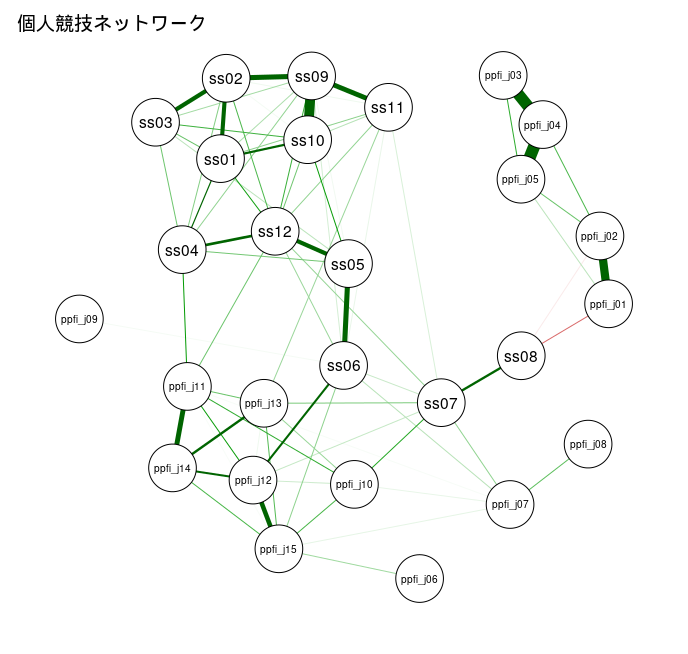 個人競技ネットワーク
ss02
ss09
ppfi_j03
ss11
ss03
ppfi_j04
ss10
ss01
ppfi_j05
ss12
ppfi_j02
ss04
ss05
ppfi_j01
ppfi_j09
ss08
ss06
ppfi_j11
ppfi_j13
ss07
ppfi_j08
ppfi_j14
ppfi_j12
ppfi_j10
ppfi_j07
ppfi_j15
ppfi_j06